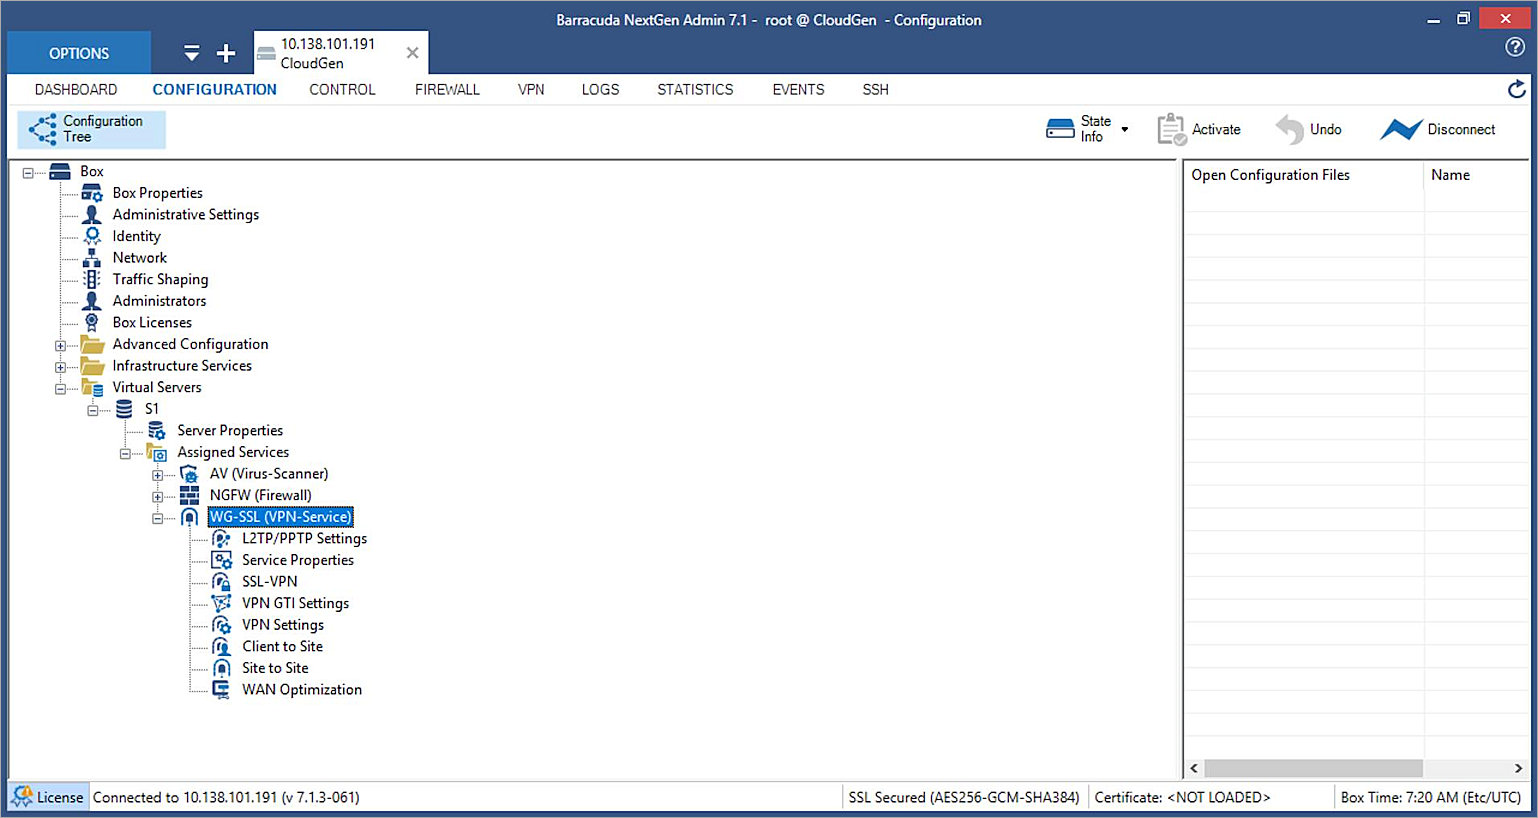 Barracuda NextGen Admin 7.1 -  root @ CloudGen  - Configuration
OPTIONS
10.138.101.191
CloudGen
DASHBOARD CONFIGURATION CONTROL FIREWALL VPN LOGS STATISTICS EVENTS SSH
Configuration
Tree
State
Info
Activate
Undo
Disconnect
Box
Box Properties
Administrative Settings
Identity
Network
Traffic Shaping
Administrators
Box Licenses
Advanced Configuration
Infrastructure Services
Virtual Servers
S1
Server Properties
Assigned Services
AV (Virus-Scanner)
NGFW (Firewall)
WG-SSL (VPN-Service)
L2TP/PPTP Settings
Service Properties
SSL-VPN
VPN GTI Settings
VPN Settings
Client to Site
Site to Site
WAN Optimization
Open Configuration Files Name
License Connected to 10.138.101.191 (v 7.1.3-061) SSL Secured (AES256-GCM-SHA384) Certificate: <NOT LOADED> Box Time: 7:20 AM (Etc/UTC)